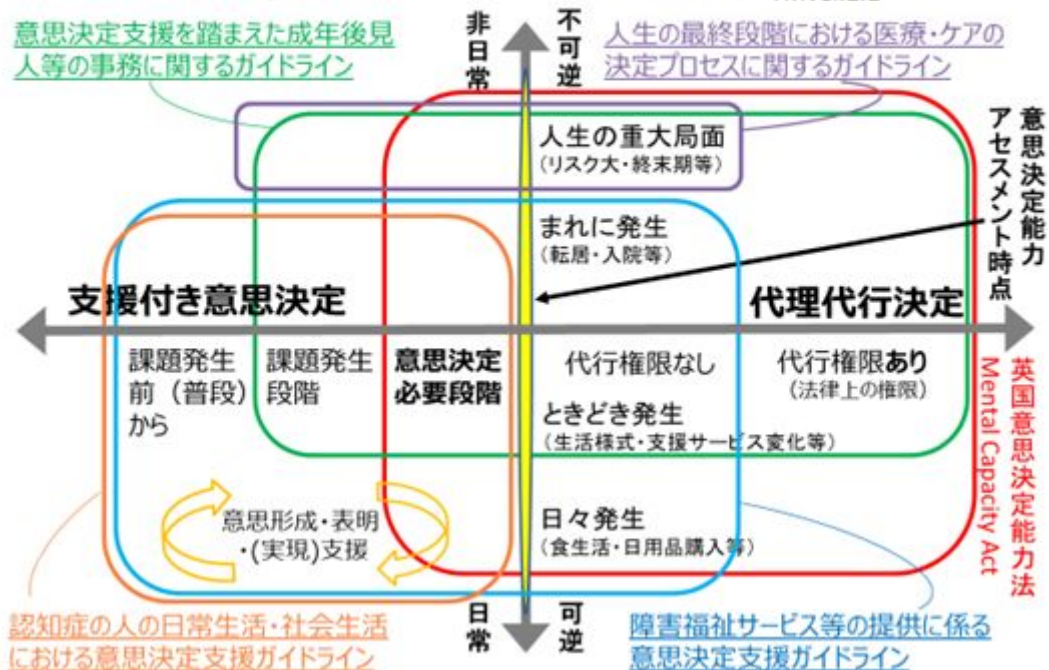 意思決定支援を踏まえた成年後見
人等の事務に関するガイドライン
非日常
不可逆
人生の最終段階における医療・ケアの
決定プロセスに関するガイドライン
意思決定能力
アセスメント時点
人生の重大局面
(リスク大・終末期等)
まれに発生
(転居・入院等)
支援付き意思決定
代理代行決定
課題発生
前（普段）
から
課題発生
段階
意思決定
必要段階
代行権限なし
代行権限あり
(法律上の権限)
ときどき発生
(生活様式・支援サービス変化等)
英国意思決定能力法
Mental Capacity Act
意思形成・表明
・(実現)支援
日々発生
(食生活・日用品購入等)
認知症の人の日常生活・社会生活
における意思決定支援ガイドライン
日常
可逆
障害福祉サービス等の提供に係る
意思決定支援ガイドライン